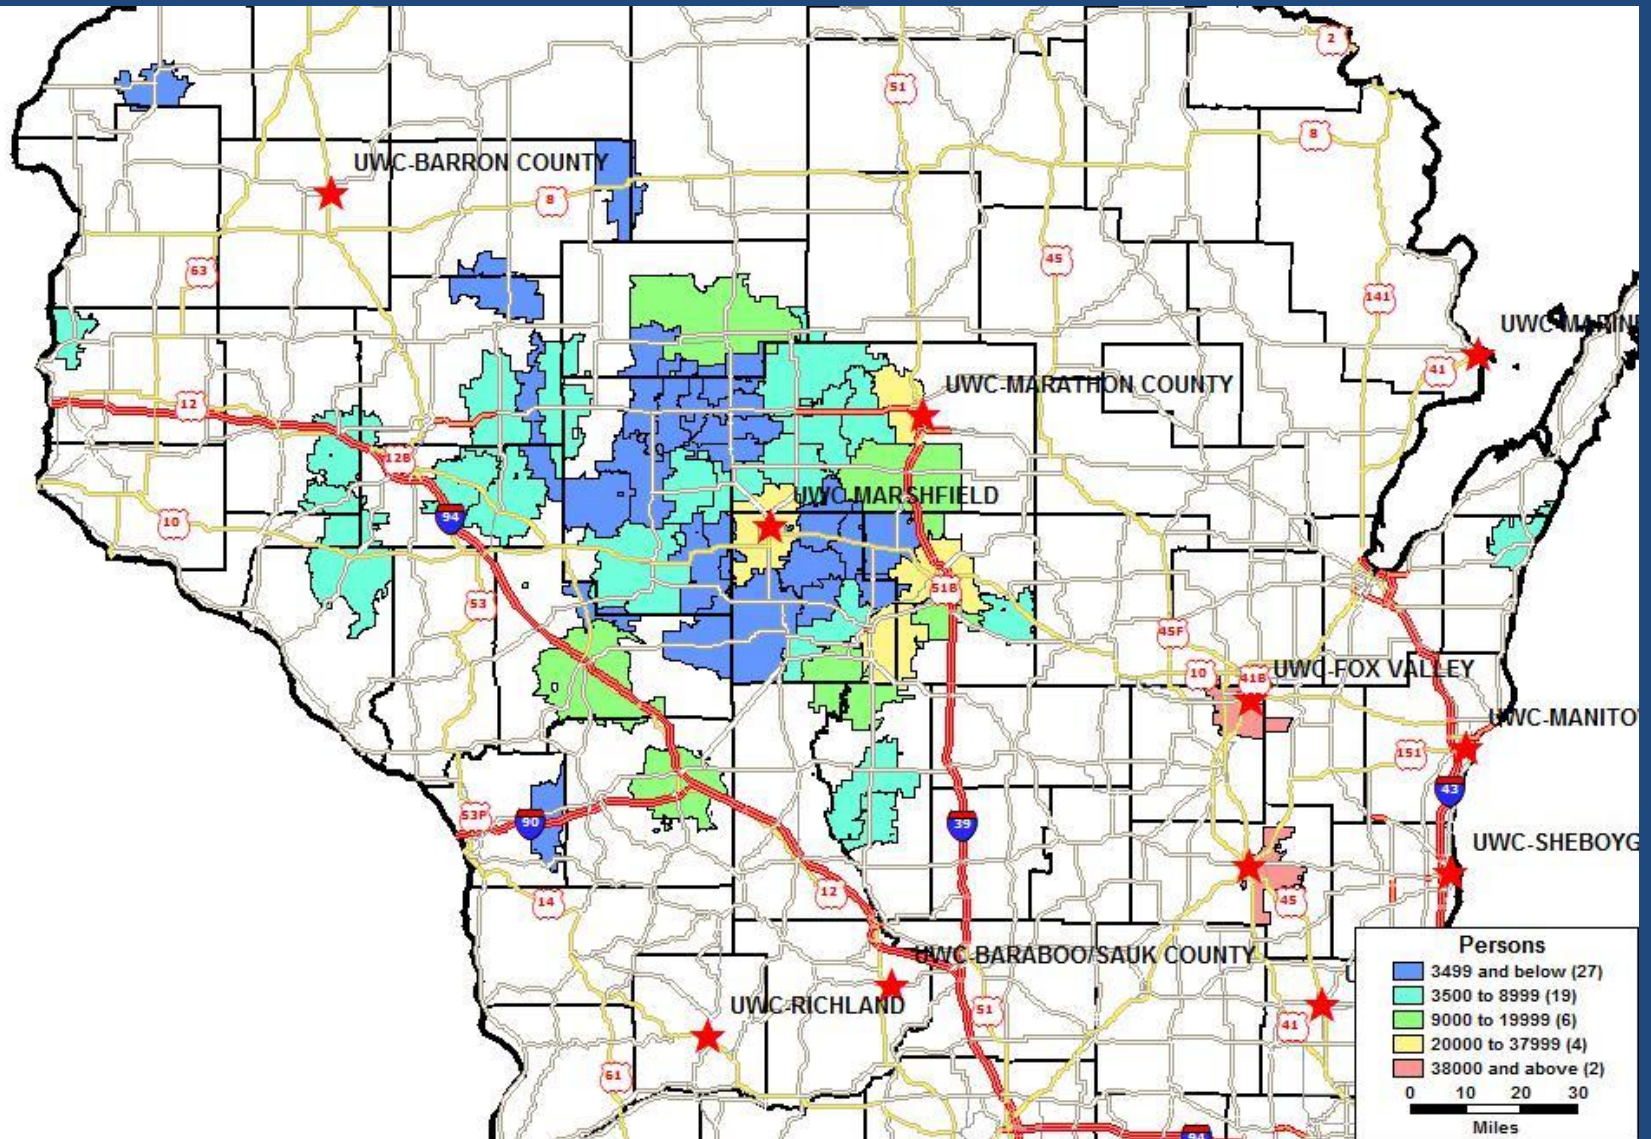 2
51
8
UWC-BARRON COUNTY
8
45
63
141
UWC-MARINE
41
12
UWC-MARATHON COUNTY
12B
UWC-MARSHFIELD
94
10
51B
53
45F
10
41B
UWC-FOX VALLEY
UWC-MANITO
151
43
53P
90
39
UWC-SHEBOYG
12
14
45
UWC-BARABOO/SAUK COUNTY
U
UWC-RICHLAND
51
41
61
94
Persons
3499 and below (27)
3500 to 8999 (19)
9000 to 19999 (6)
20000 to 37999 (4)
38000 and above (2)
0 10 20 30
Miles